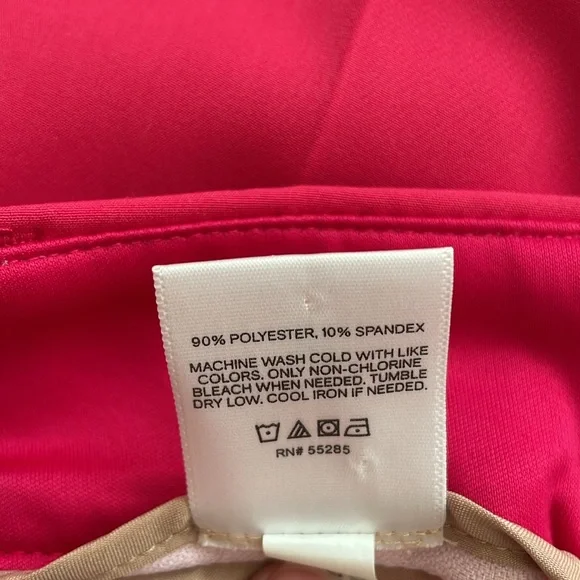 90% POLYESTER, 10% SPANDEX
MACHINE WASH COLD WITH LIKE
COLORS. ONLY NON-CHLORINE
BLEACH WHEN NEEDED. TUMBLE
DRY LOW. COOL IRON IF NEEDED.
RN# 55285